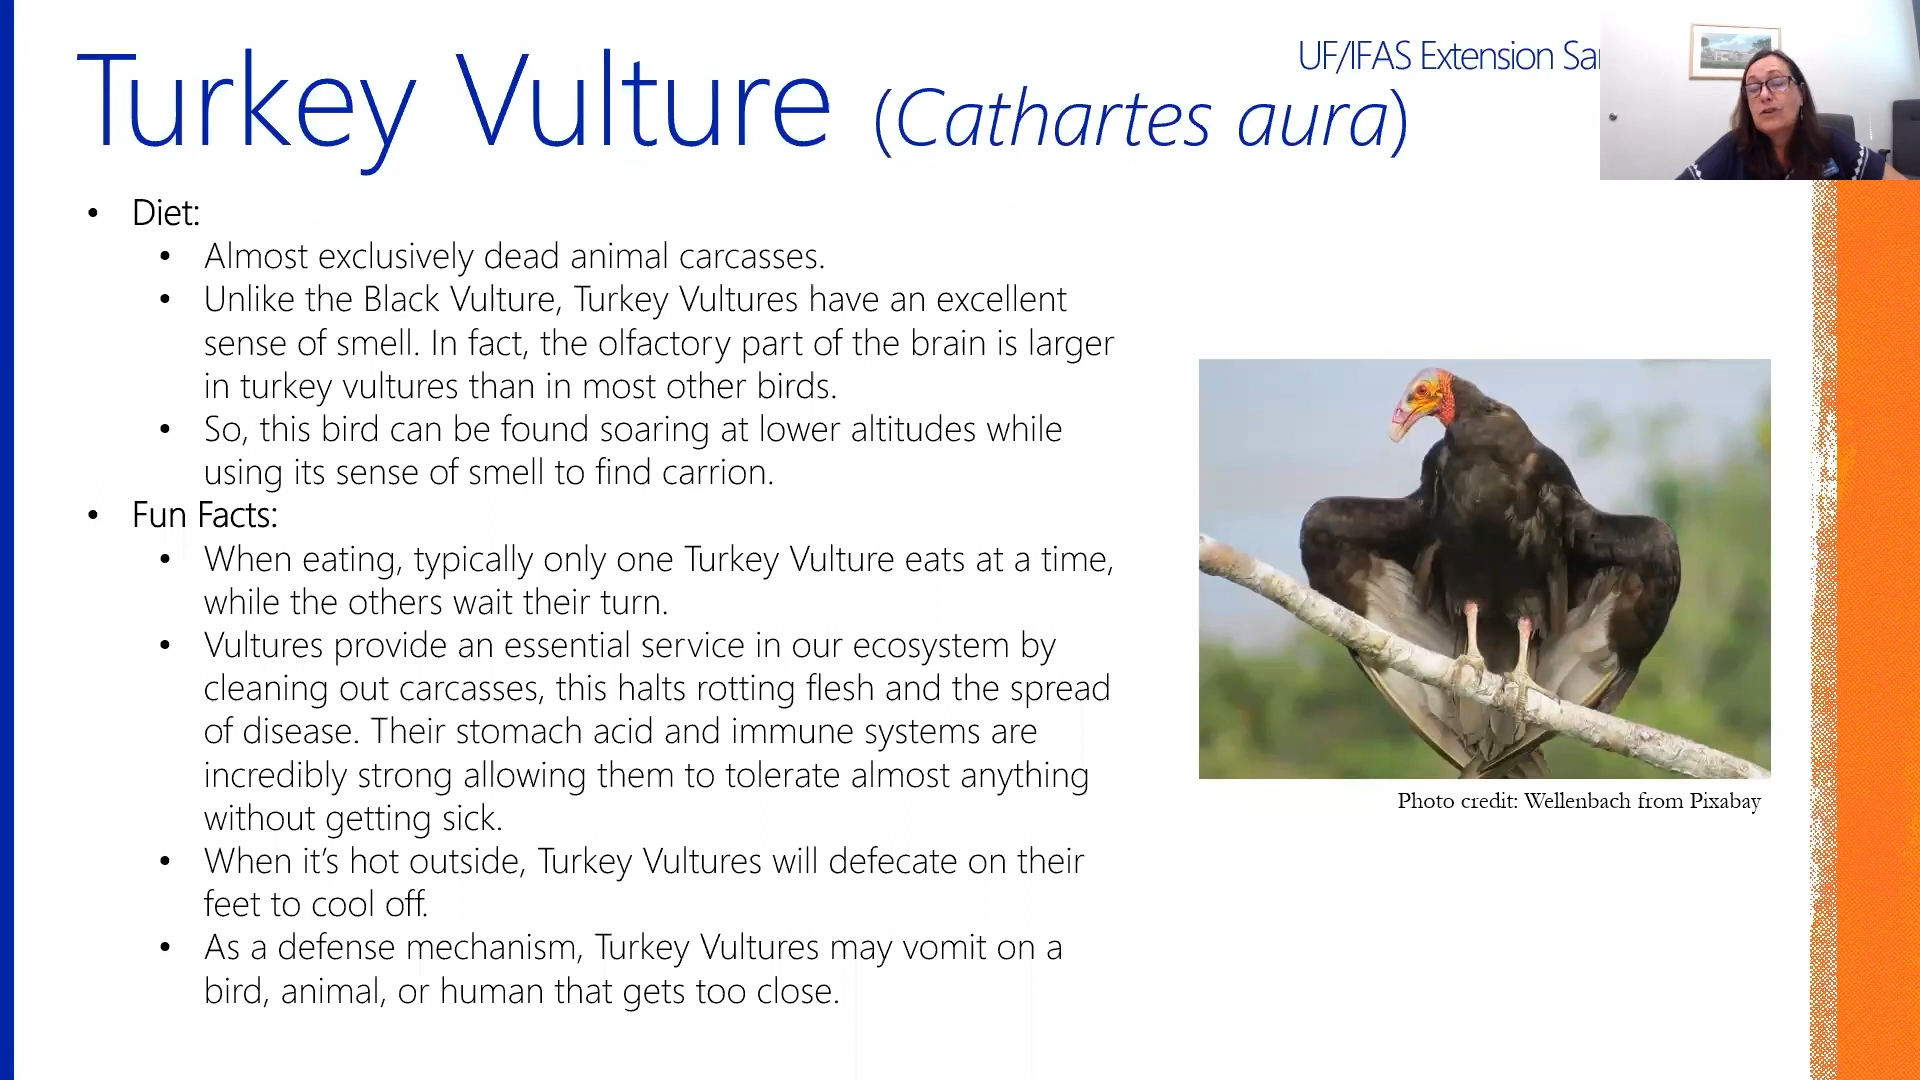 UF/IFAS Extension
Turkey Vulture (Cathartes aura)
• Diet:
• Almost exclusively dead animal carcasses.
• Unlike the Black Vulture, Turkey Vultures have an excellent
sense of smell. In fact, the olfactory part of the brain is larger
in turkey vultures than in most other birds.
• So, this bird can be found soaring at lower altitudes while
using its sense of smell to find carrion.
• Fun Facts:
• When eating, typically only one Turkey Vulture eats at a time,
while the others wait their turn.
• Vultures provide an essential service in our ecosystem by
cleaning out carcasses, this halts rotting flesh and the spread
of disease. Their stomach acid and immune systems are
incredibly strong allowing them to tolerate almost anything
without getting sick.
• When it’s hot outside, Turkey Vultures will defecate on their
feet to cool off.
• As a defense mechanism, Turkey Vultures may vomit on a
bird, animal, or human that gets too close.
Photo credit: Wellenbach from Pixabay